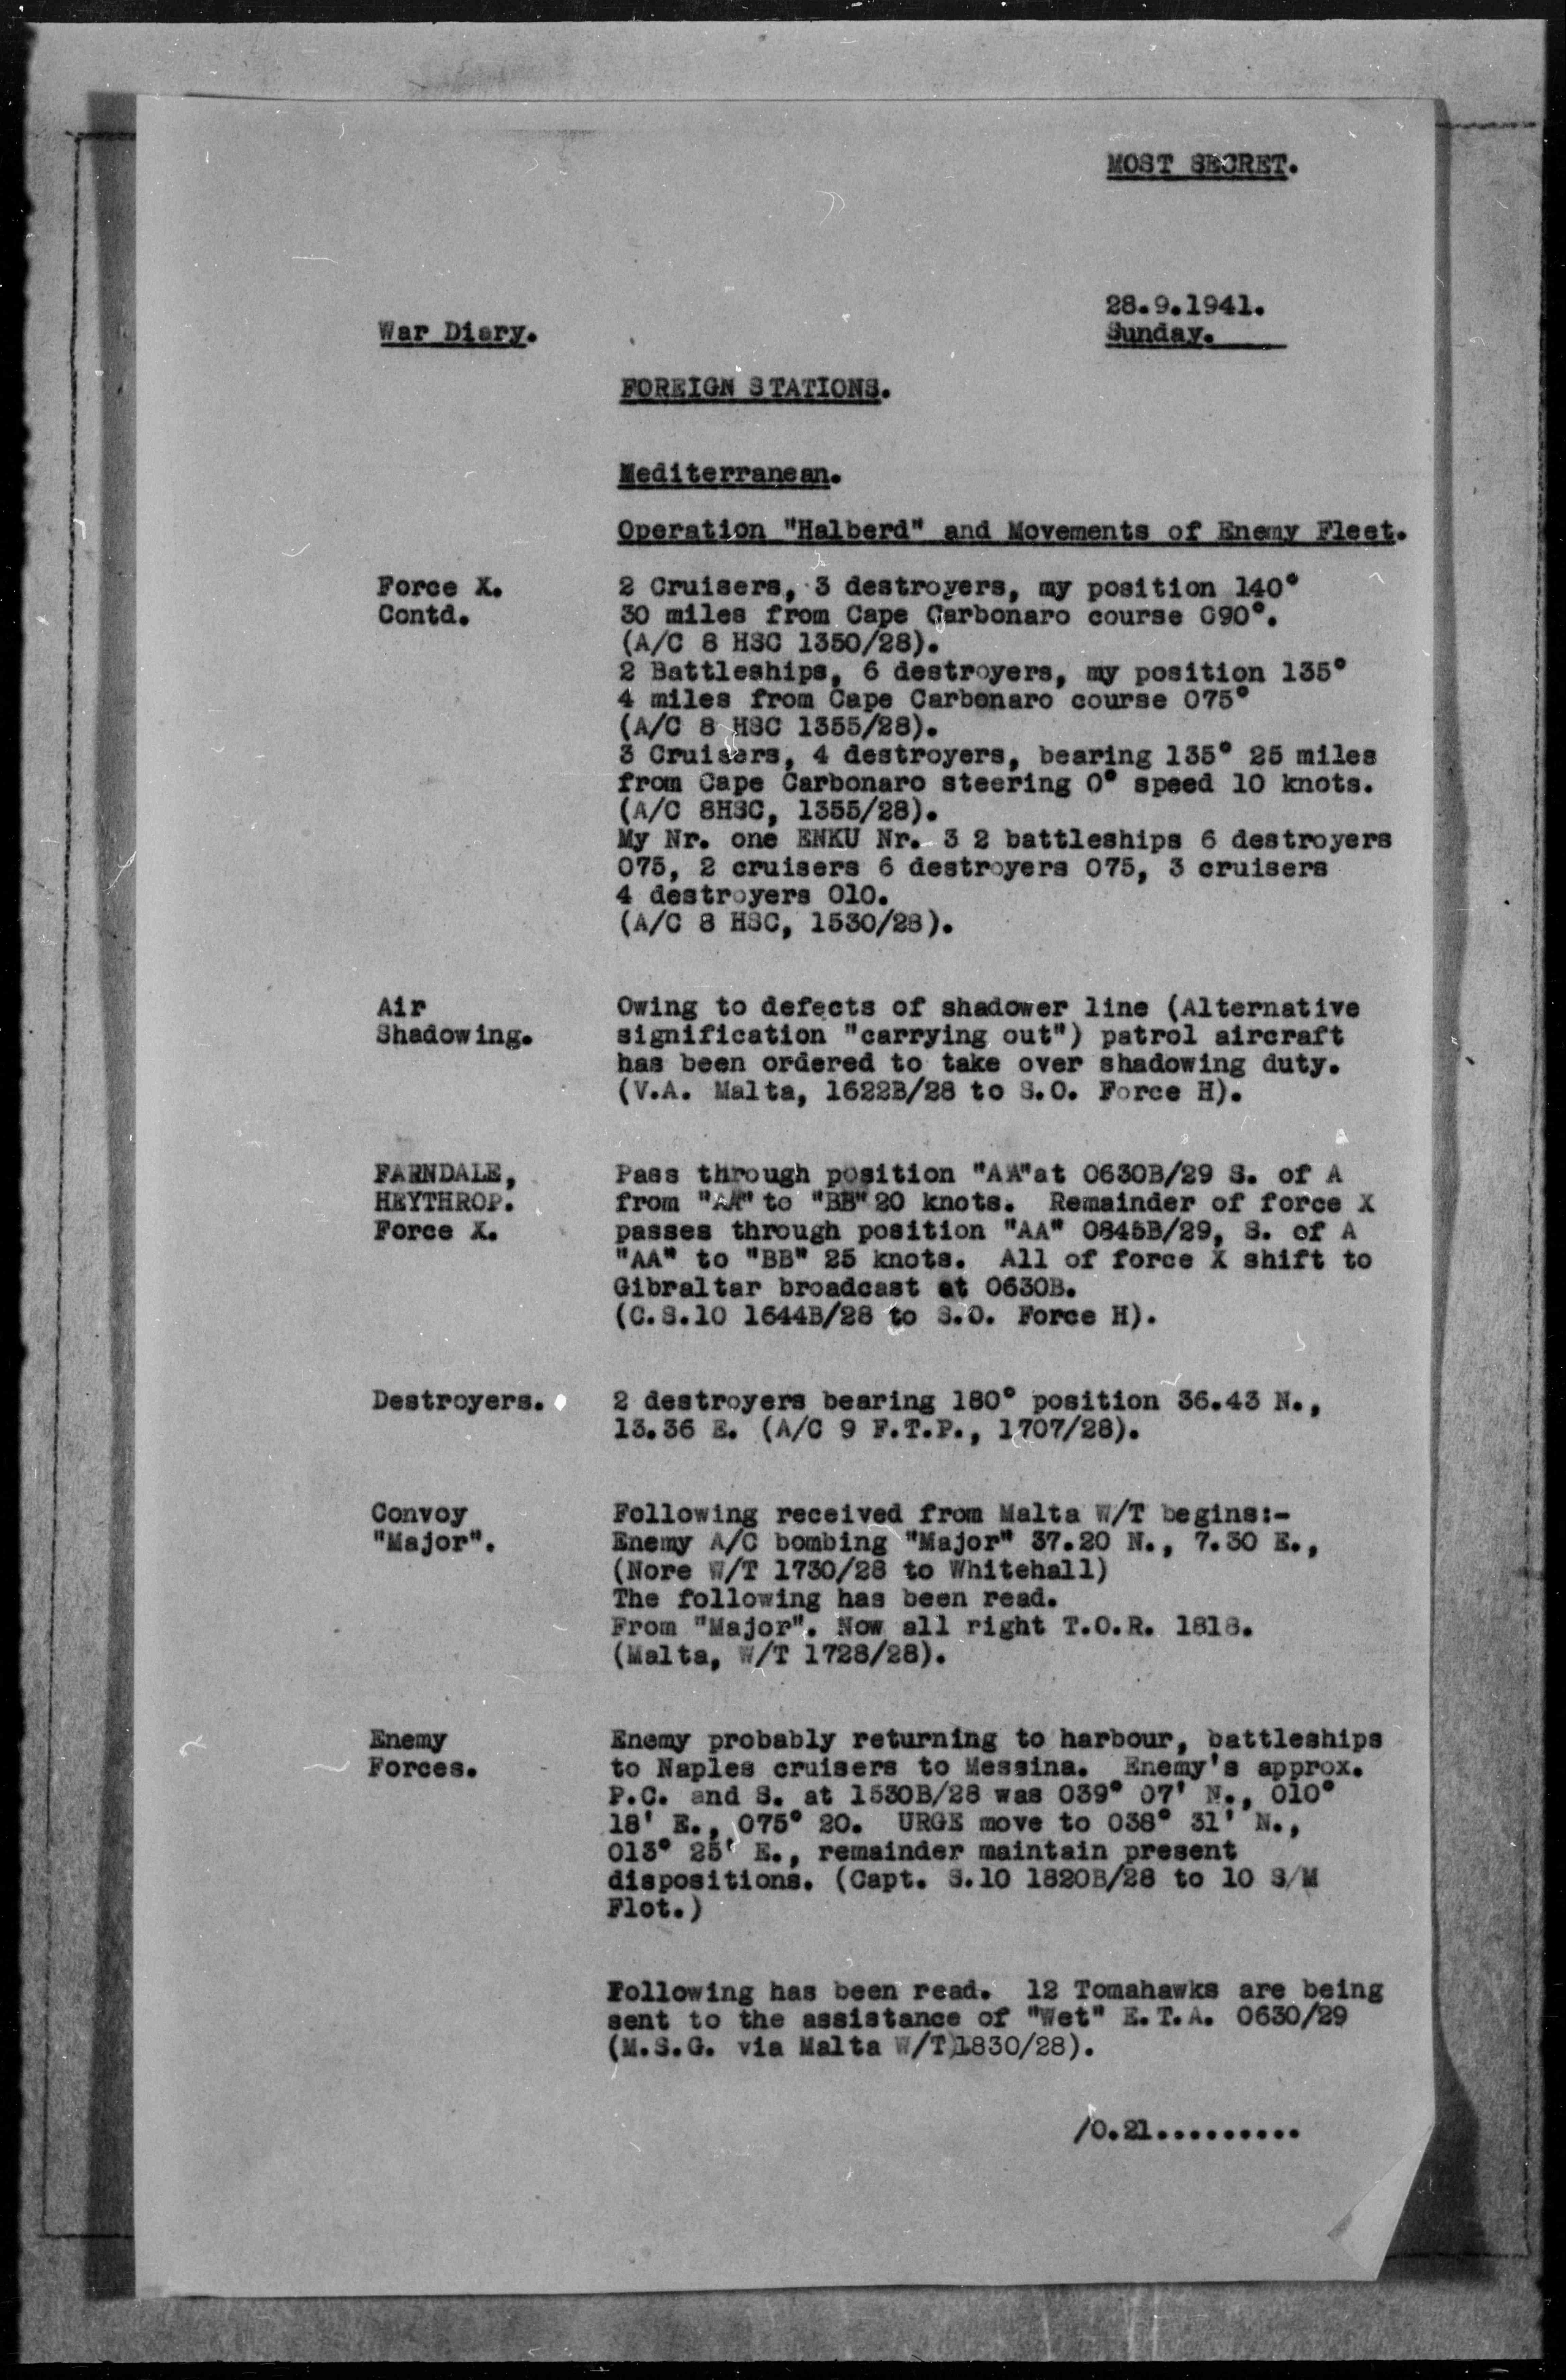 MOST SECRET.
28.9.1941.
War Diary.
Sunday.
FOREIGN STATIONS.
Mediterranean.
Operation "Halberd" and Movements of Enemy Fleet.
Force X.
Contd.
2 Cruisers, 3 destroyers, my position 140°
30 miles from Cape Carbonaro course 090°.
(A/C 8 HSC 1350/28).
2 Battleships, 6 destroyers, my position 135°
4 miles from Cape Carbonaro course 075°
(A/C 8 HSC 1355/28).
3 Cruisers, 4 destroyers, bearing 135° 25 miles
from Cape Carbonaro steering 0° speed 10 knots.
(A/C 8HSC, 1355/28).
My Nr. one ENKU Nr. 3 2 battleships 6 destroyers
075, 2 cruisers 6 destroyers 075, 3 cruisers
4 destroyers 010.
(A/C 8 HSC, 1530/28).
Air
Shadowing.
Owing to defects of shadower line (Alternative
signification "carrying out") patrol aircraft
has been ordered to take over shadowing duty.
(V.A. Malta, 1622B/28 to S.O. Force H).
FARNDALE,
HEYTHROP.
Force X.
Pass through position "AA"at 0630B/29 S. of A
from "AA" to "BB" 20 knots. Remainder of force X
passes through position "AA" 0845B/29, S. of A
"AA" to "BB" 25 knots. All of force X shift to
Gibraltar broadcast at 0630B.
(C.S.10 1644B/28 to S.O. Force H).
Destroyers.
2 destroyers bearing 180° position 36.43 N.,
13.36 E. (A/C 9 F.T.P., 1707/28).
Convoy
"Major".
Following received from Malta W/T begins:-
Enemy A/C bombing "Major" 37.20 N., 7.30 E.,
(Nore W/T 1730/28 to Whitehall)
The following has been read.
From "Major". Now all right T.O.R. 1818.
(Malta, W/T 1728/28).
Enemy
Forces.
Enemy probably returning to harbour, battleships
to Naples cruisers to Messina. Enemy's approx.
P.C. and S. at 1530B/28 was 039° 07' N., 010°
18' E., 075° 20. URGE move to 038° 31' N.,
013° 25' E., remainder maintain present
dispositions. (Capt. S.10 1820B/28 to 10 S/M
Flot.)
Following has been read. 12 Tomahawks are being
sent to the assistance of "Wet" E.T.A. 0630/29
(M.S.G. via Malta W/T 1830/28).
/0.21..........